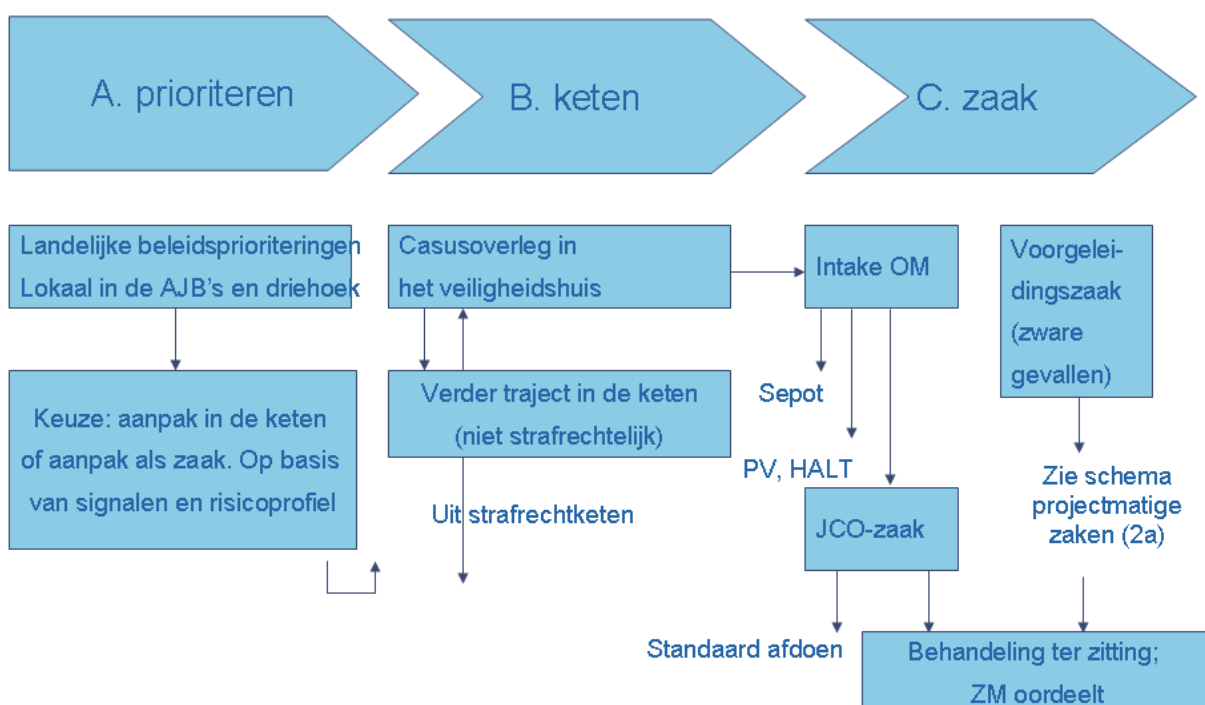 A. prioriteren
B. keten
C. zaak
Landelijke beleidsprioriteringen
Lokaal in de AJB's en driehoek
Keuze: aanpak in de keten
of aanpak als zaak. Op basis
van signalen en risicoprofiel
Casusoverleg in
het veiligheidshuis
Verder traject in de keten
(niet strafrechtelijk)
Uit strafrechtketen
Intake OM
Sepot
PV, HALT
JCO-zaak
Standaard afdoen
Voorgelei-
dingszaak
(zware
gevallen)
Zie schema
projectmatige
zaken (2a)
Behandeling ter zitting;
ZM oordeelt